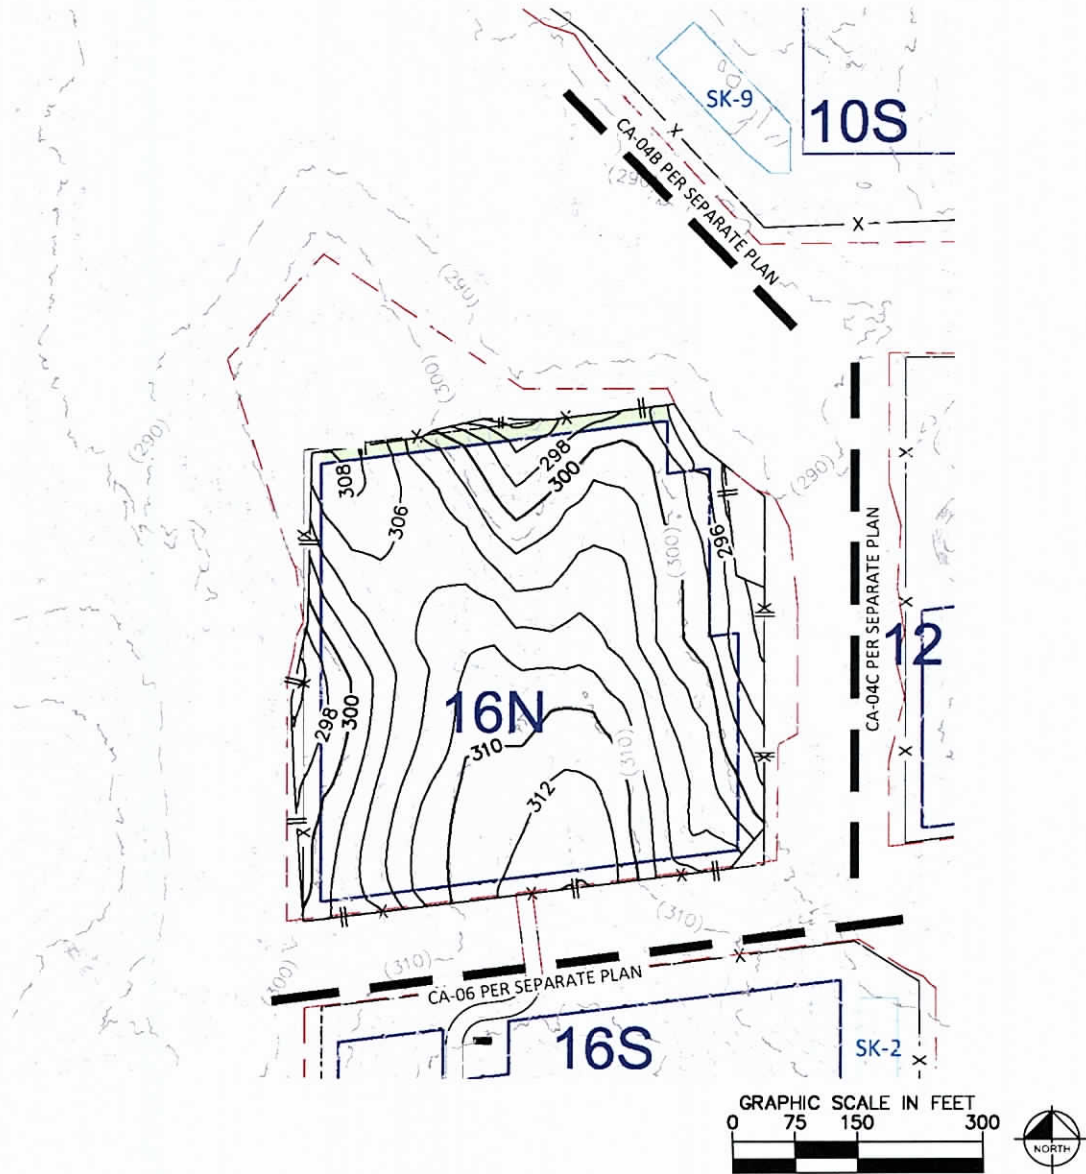 SK-9
10S
CA-04B PER SEPARATE PLAN
(290)
(290)
(300)
(290)
(290)
298
300
308
306
(300)
296
CA-04C PER SEPARATE PLAN
12
298
300
16N
310
(310)
312
(310)
(310)
(300)
CA-06 PER SEPARATE PLAN
16S
SK-2
GRAPHIC SCALE IN FEET
0 75 150 300
NORTH